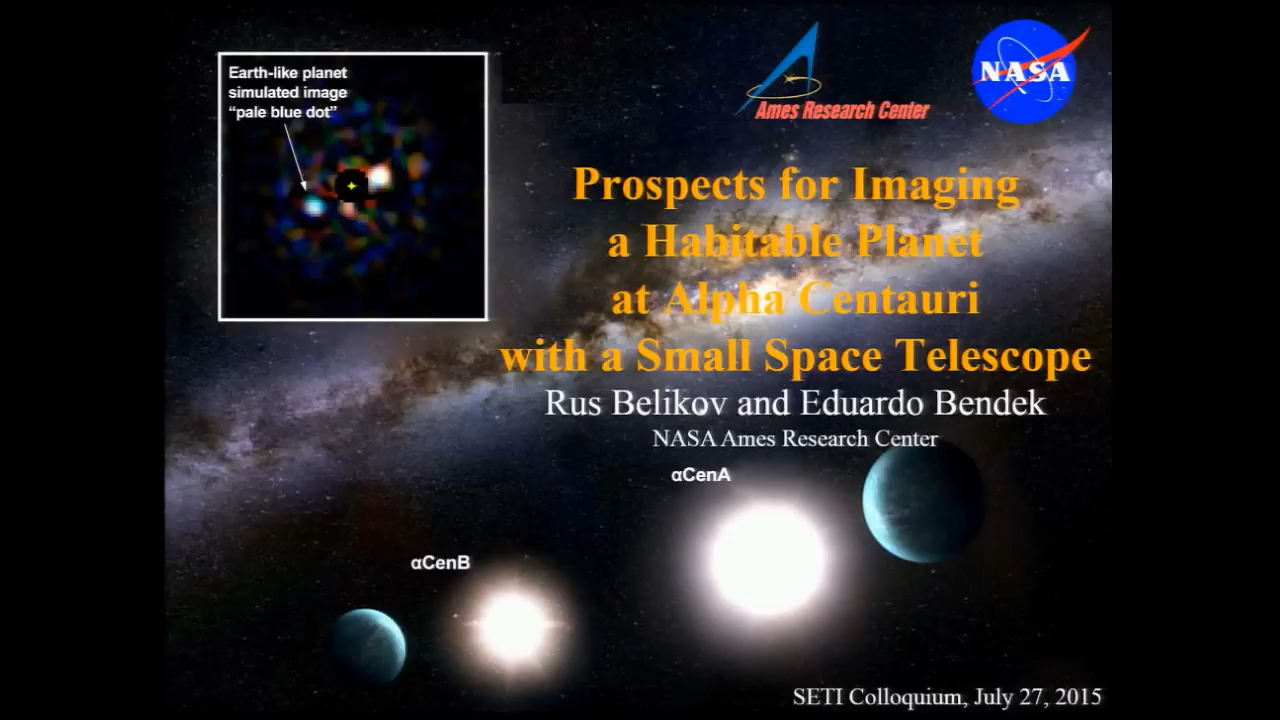 Earth-like planet
simulated image
“pale blue dot”
Ames Research Center
NASA
Prospects for Imaging
a Habitable Planet
at Alpha Centauri
with a Small Space Telescope
Rus Belikov and Eduardo Bendek
NASA Ames Research Center
αCenA
αCenB
SETI Colloquium, July 27, 2015